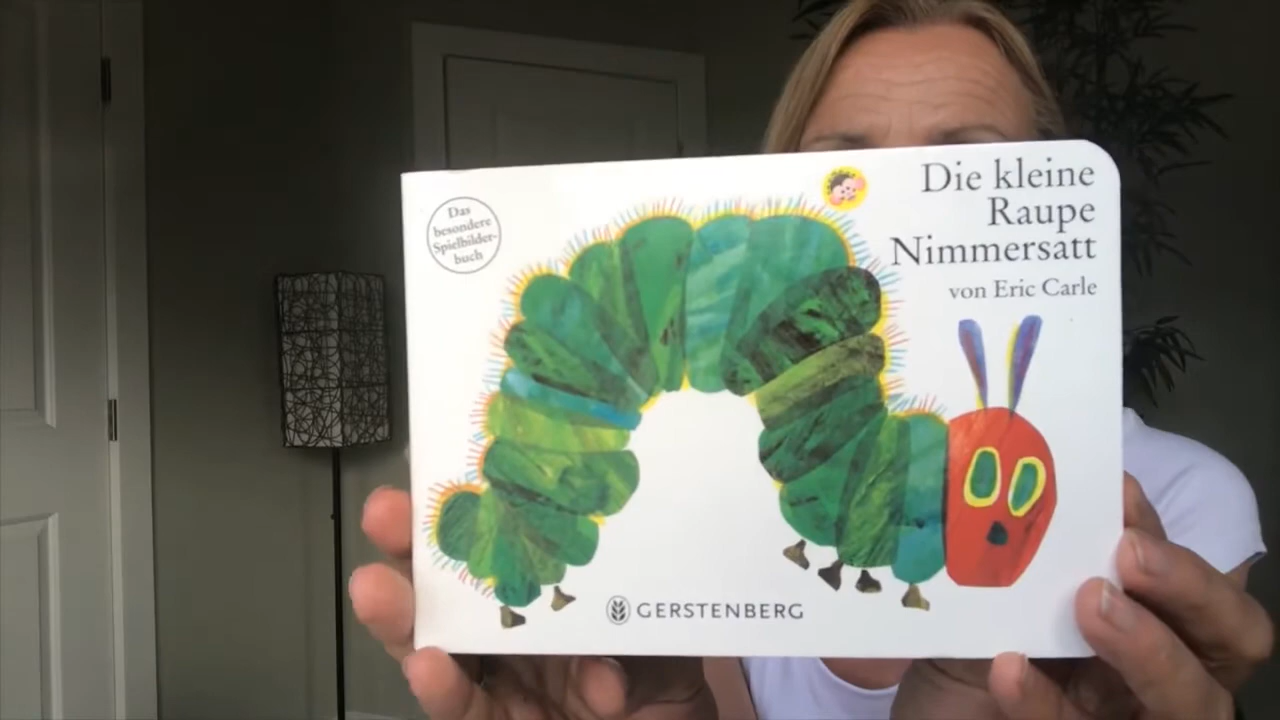 Das
besondere
Spielbilder-
buch
Die kleine
Raupe
Nimmersatt
von Eric Carle
GERSTENBERG